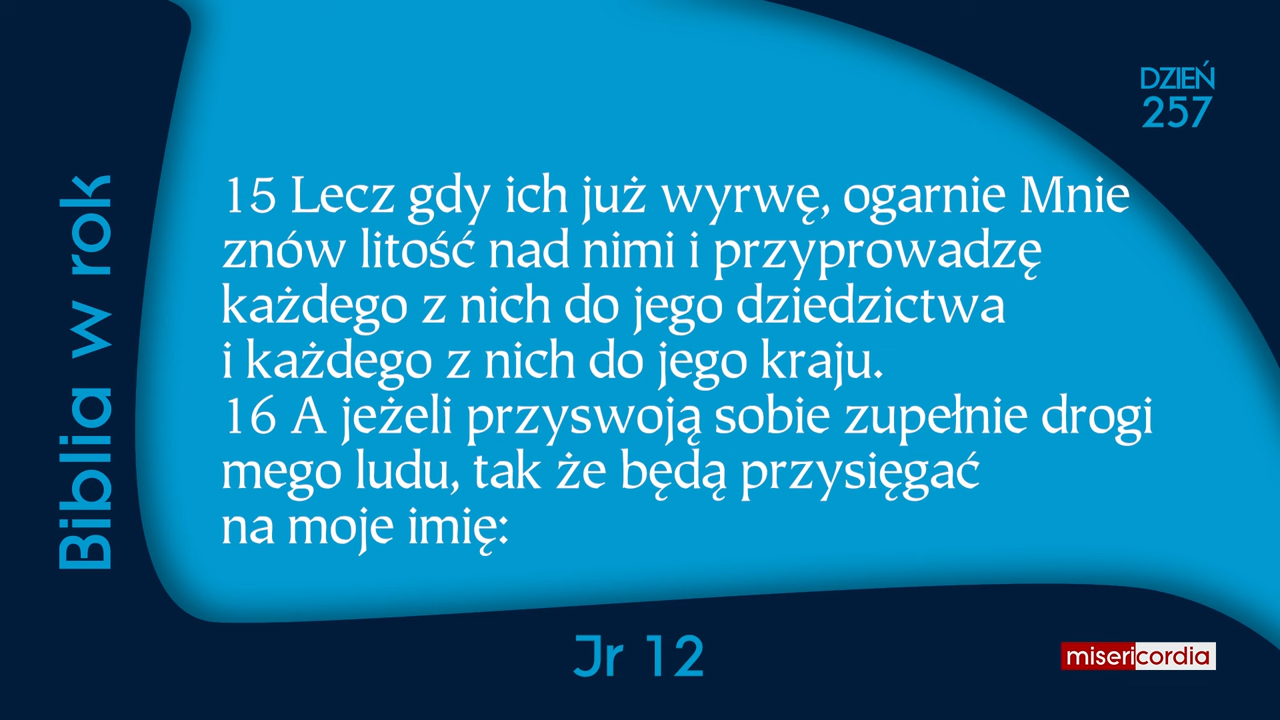 DZIEŃ
257
Biblia w rok
15 Lecz gdy ich już wyrwę, ogarnie Mnie
znów litość nad nimi i przyprowadzę
każdego z nich do jego dziedzictwa
i każdego z nich do jego kraju.
16 A jeżeli przyswoją sobie zupełnie drogi
mego ludu, tak że będą przysięgać
na moje imię:
Jr 12
misericordia